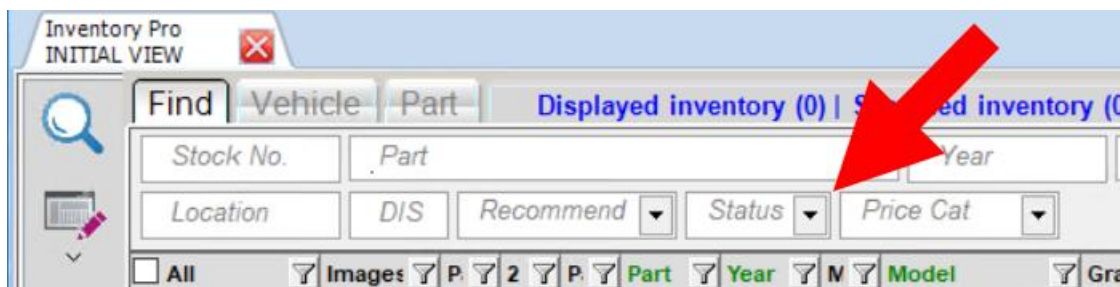 Inventory Pro
INITIAL VIEW
Find Vehicle Part Displayed inventory (0) | inventory (0
Stock No. Part Year
Location DIS Recommend Status Price Cat
All Images P. 2 P. Part Year M Model Gra